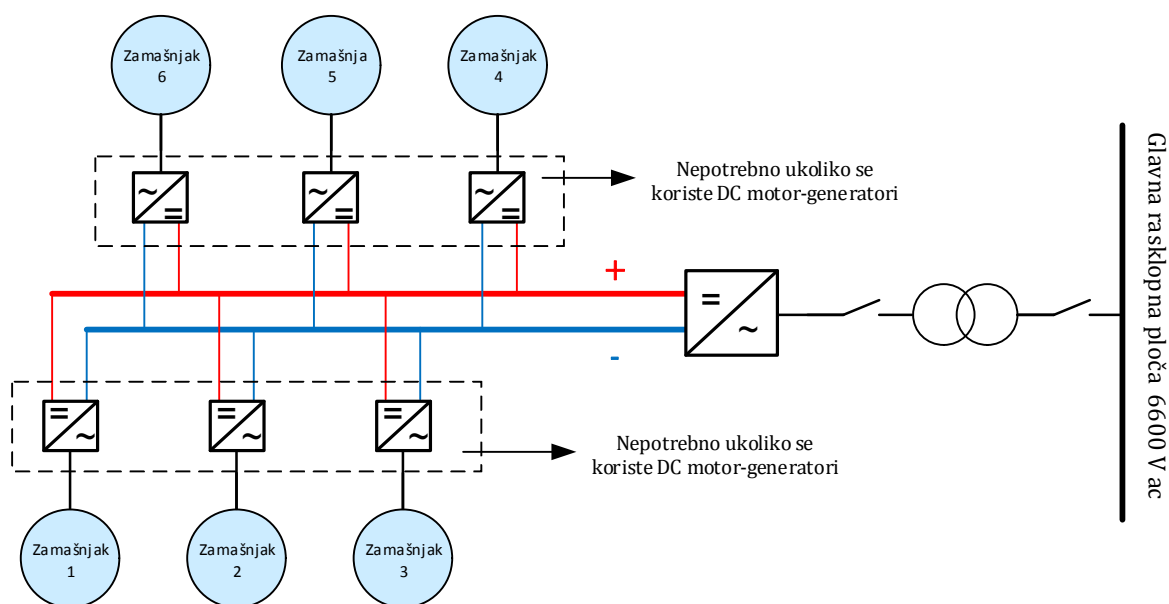 Zamašnjak
6
Zamašnja
5
Zamašnjak
4
Nepotrebno ukoliko se
koriste DC motor-generatori
+
-
Nepotrebno ukoliko se
koriste DC motor-generatori
Zamašnjak
1
Zamašnjak
2
Zamašnjak
3
Glavna rasklopna ploča 6600 V ac